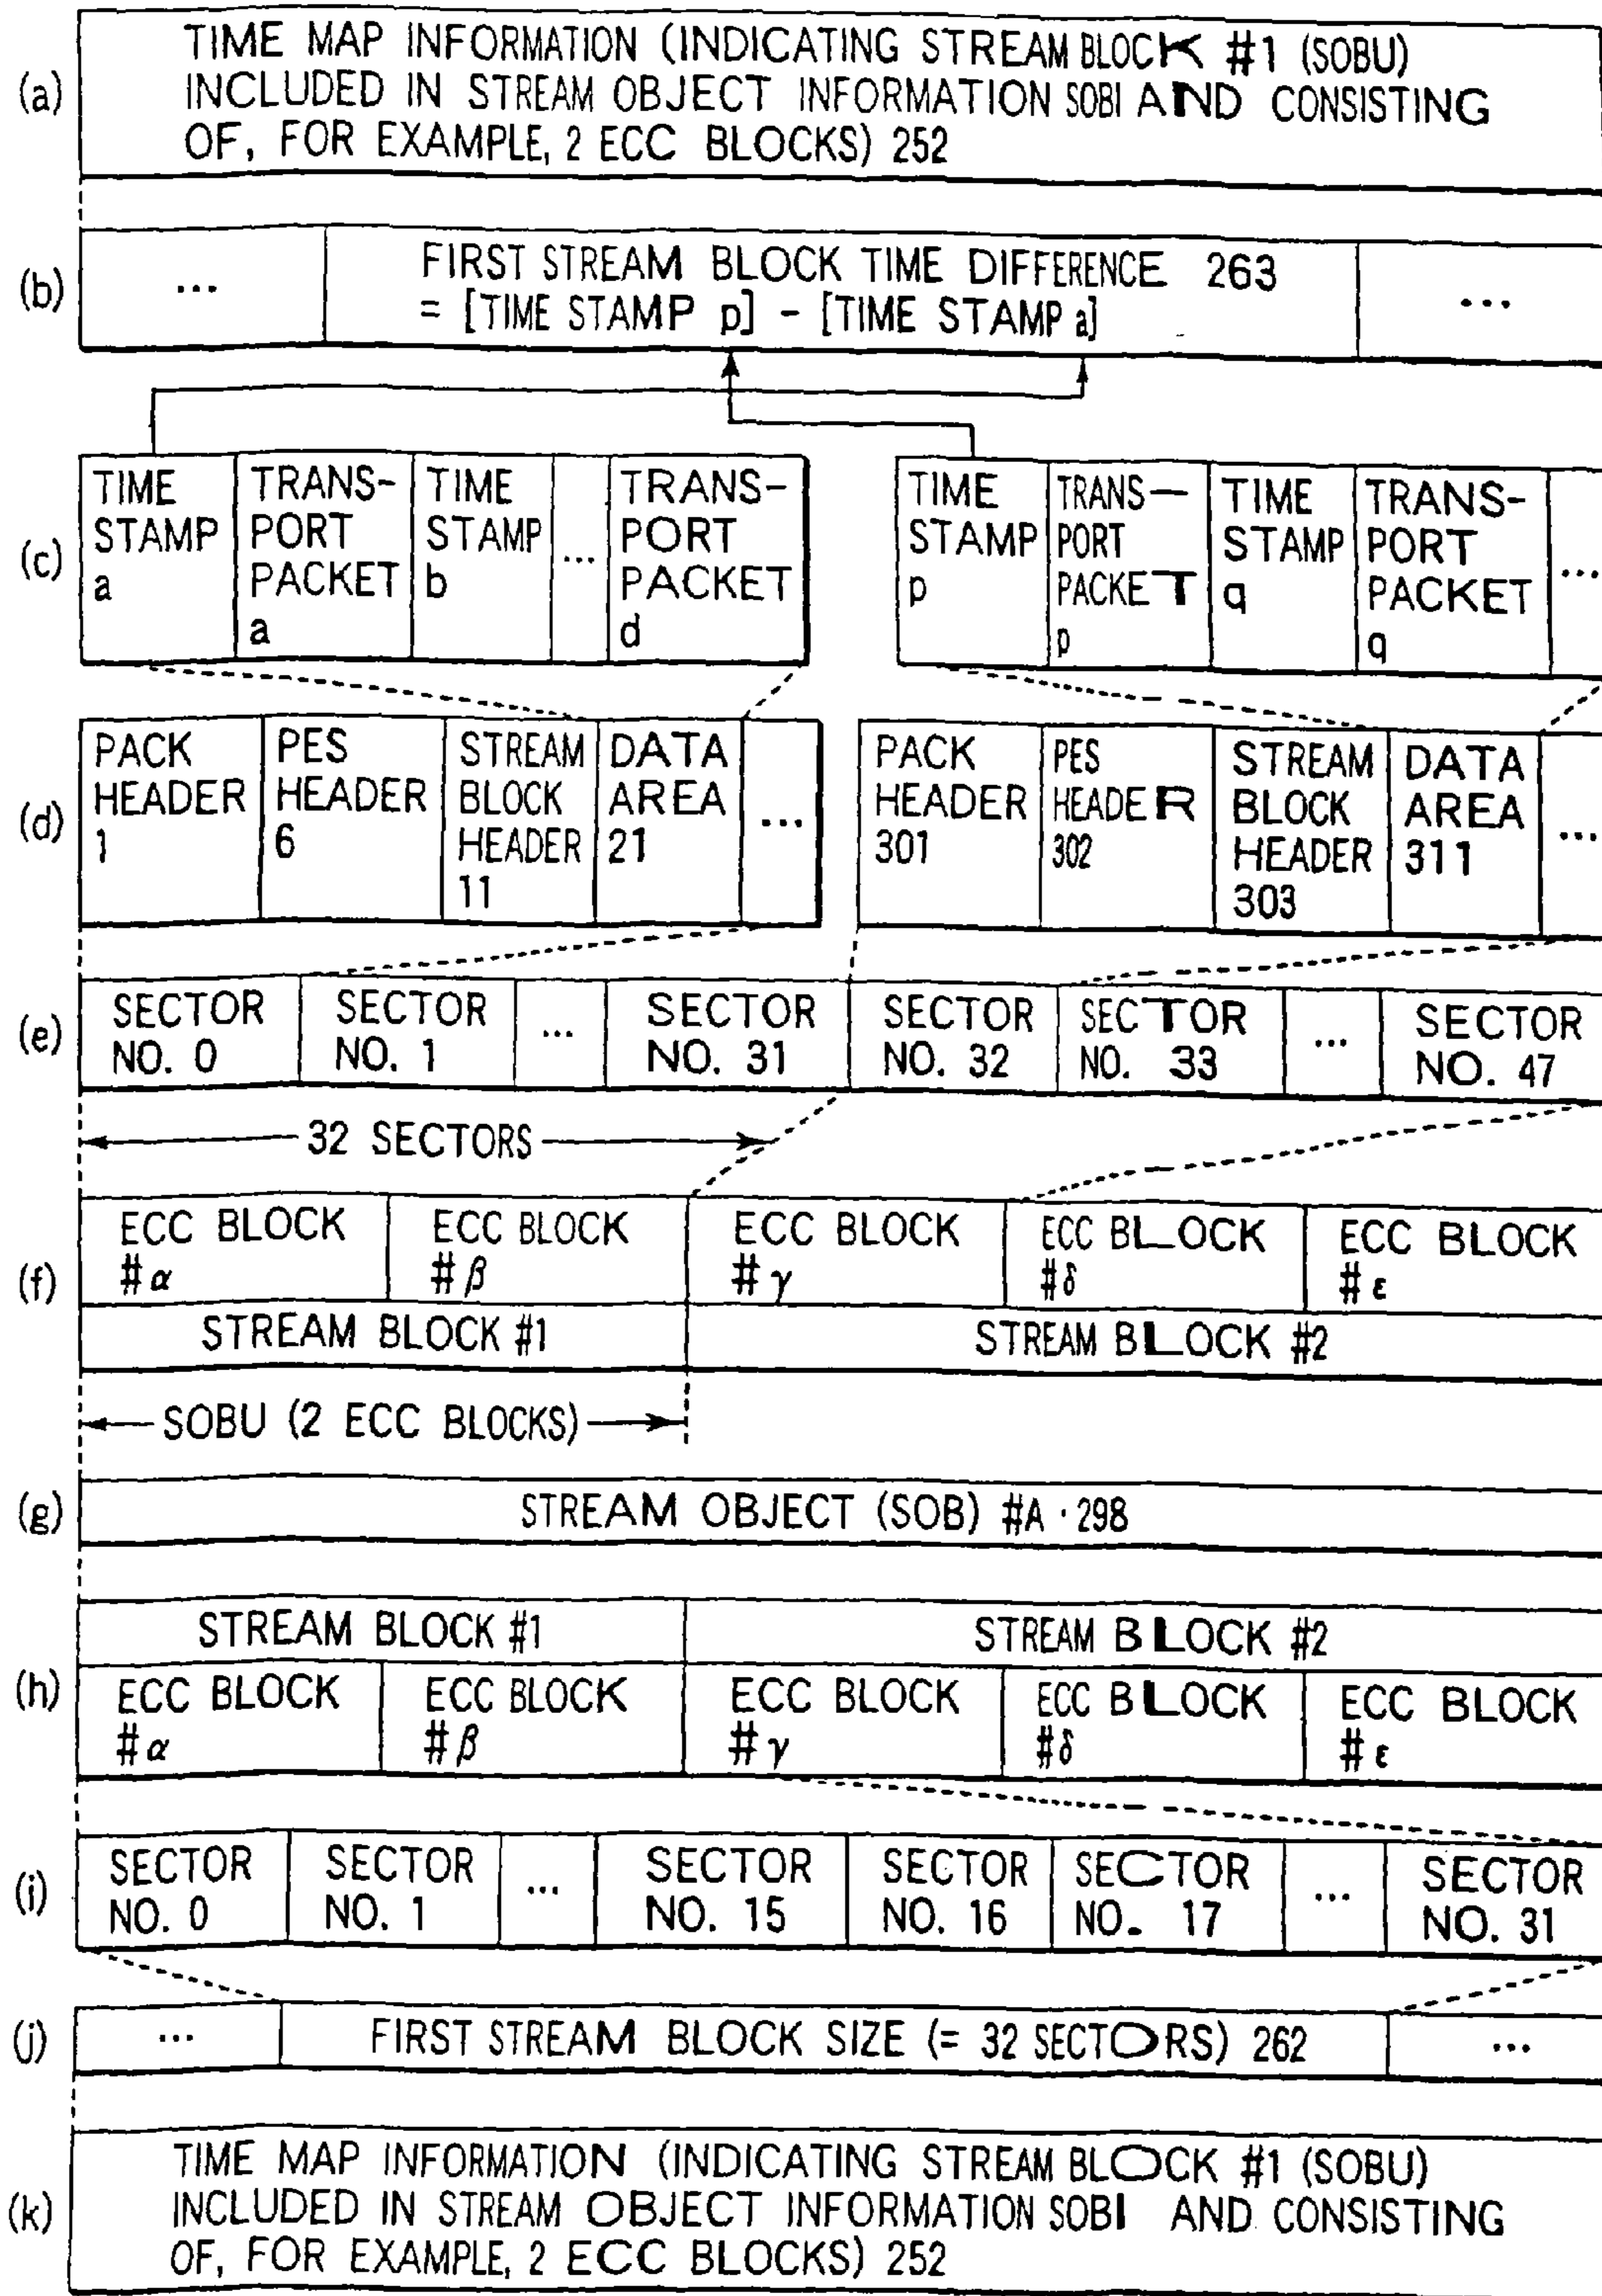 (a)
TIME MAP INFORMATION (INDICATING STREAM BLOCK #1 (SOBU)
INCLUDED IN STREAM OBJECT INFORMATION SOBI AND CONSISTING
OF, FOR EXAMPLE, 2 ECC BLOCKS) 252
(b)
...
FIRST STREAM BLOCK TIME DIFFERENCE 263
= [TIME STAMP p] - [TIME STAMP a]
...
(c)
TIME
STAMP
a
TRANS-
PORT
PACKET
a
TIME
STAMP
b
...
TRANS-
PORT
PACKET
d
TIME
STAMP
p
TRANS-
PORT
PACKET
p
TIME
STAMP
q
TRANS-
PORT
PACKET
q
...
(d)
PACK
HEADER
1
PES
HEADER
6
STREAM
BLOCK
HEADER
11
DATA
AREA
21
...
PACK
HEADER
301
PES
HEADER
302
STREAM
BLOCK
HEADER
303
DATA
AREA
311
...
(e)
SECTOR
NO. 0
SECTOR
NO. 1
...
SECTOR
NO. 31
SECTOR
NO. 32
SECTOR
NO. 33
...
SECTOR
NO. 47
32 SECTORS
(f)
ECC BLOCK
#α
ECC BLOCK
#β
ECC BLOCK
#γ
ECC BLOCK
#δ
ECC BLOCK
#ε
STREAM BLOCK #1
STREAM BLOCK #2
SOBU (2 ECC BLOCKS)
(g)
STREAM OBJECT (SOB) #A · 298
(h)
STREAM BLOCK #1
STREAM BLOCK #2
ECC BLOCK
#α
ECC BLOCK
#β
ECC BLOCK
#γ
ECC BLOCK
#δ
ECC BLOCK
#ε
(i)
SECTOR
NO. 0
SECTOR
NO. 1
...
SECTOR
NO. 15
SECTOR
NO. 16
SECTOR
NO. 17
...
SECTOR
NO. 31
(j)
...
FIRST STREAM BLOCK SIZE (= 32 SECTORS) 262
...
(k)
TIME MAP INFORMATION (INDICATING STREAM BLOCK #1 (SOBU)
INCLUDED IN STREAM OBJECT INFORMATION SOBI AND CONSISTING
OF, FOR EXAMPLE, 2 ECC BLOCKS) 252